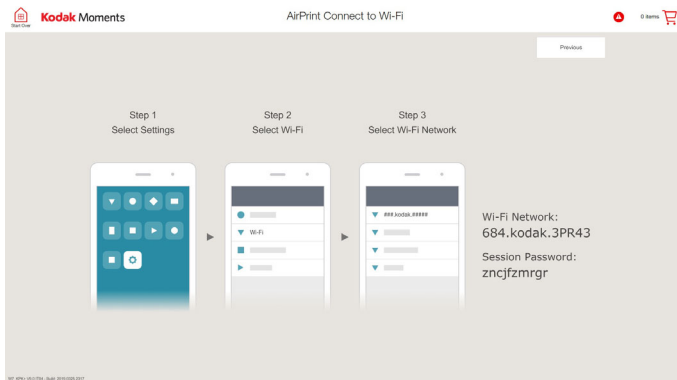 Start Over
Kodak Moments
AirPrint Connect to Wi-Fi
0 items
Previous
Step 1
Select Settings
Step 2
Select Wi-Fi
Step 3
Select Wi-Fi Network
Wi-Fi
###.kodak.#####
Wi-Fi Network:
684.kodak.3PR43
Session Password:
zncjfzmrgr